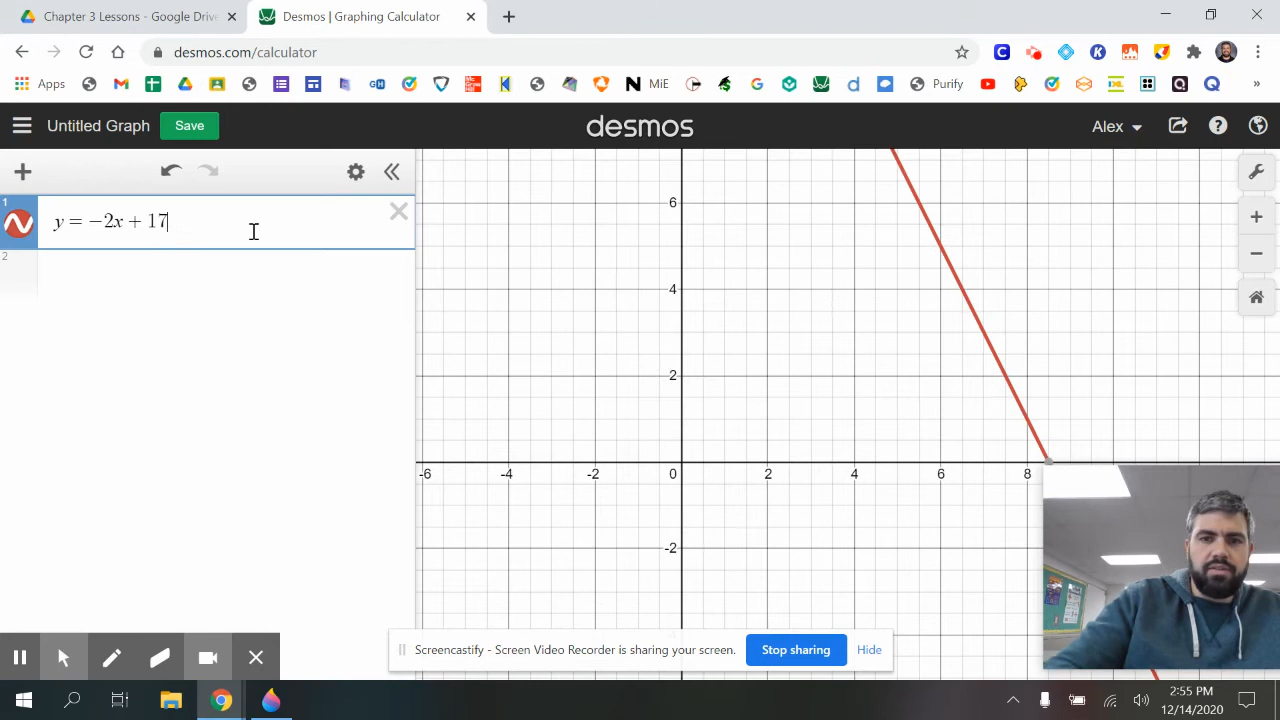 Chapter 3 Lessons - Google Driv
Desmos | Graphing Calculator
desmos.com/calculator
Apps
MiE
Purify
Untitled Graph
Save
desmos
Alex
1
y = −2x + 17
2
6
4
2
-6
-4
-2
0
2
4
6
8
-2
Screencastify - Screen Video Recorder is sharing your screen.
Stop sharing
Hide
2:55 PM
12/14/2020